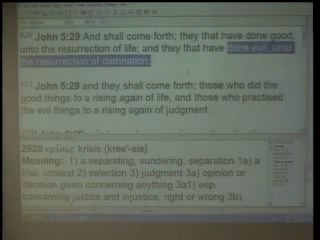 KJV John 5:29 And shall come forth; they that have done good,
unto the resurrection of life; and they that have done evil, unto
the resurrection of damnation.
YLT John 5:29 and they shall come forth; those who did the
good things to a rising again of life, and those who practised
the evil things to a rising again of judgment.
John 5:29
2920 κρίσις {kree'-sis}
Meaning: 1) a separating, sundering, separation 1a) a
trial, contest 2) selection 3) judgment 3a) opinion or
decision given concerning anything 3a1) esp.
concerning justice and injustice, right or wrong 3b)